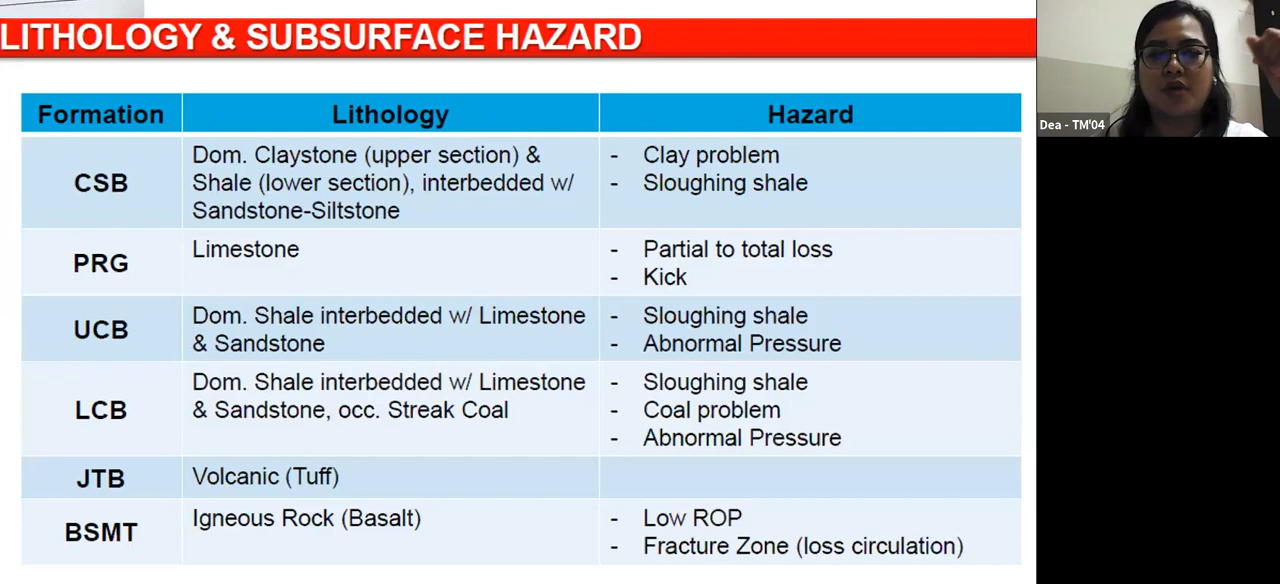 LITHOLOGY & SUBSURFACE HAZARD
Formation Lithology Hazard
CSB
Dom. Claystone (upper section) &
Shale (lower section), interbedded w/
Sandstone-Siltstone
- Clay problem
- Sloughing shale
PRG
Limestone
- Partial to total loss
- Kick
UCB
Dom. Shale interbedded w/ Limestone
& Sandstone
- Sloughing shale
- Abnormal Pressure
LCB
Dom. Shale interbedded w/ Limestone
& Sandstone, occ. Streak Coal
- Sloughing shale
- Coal problem
- Abnormal Pressure
JTB
Volcanic (Tuff)
BSMT
Igneous Rock (Basalt)
- Low ROP
- Fracture Zone (loss circulation)
Dea - TM'04